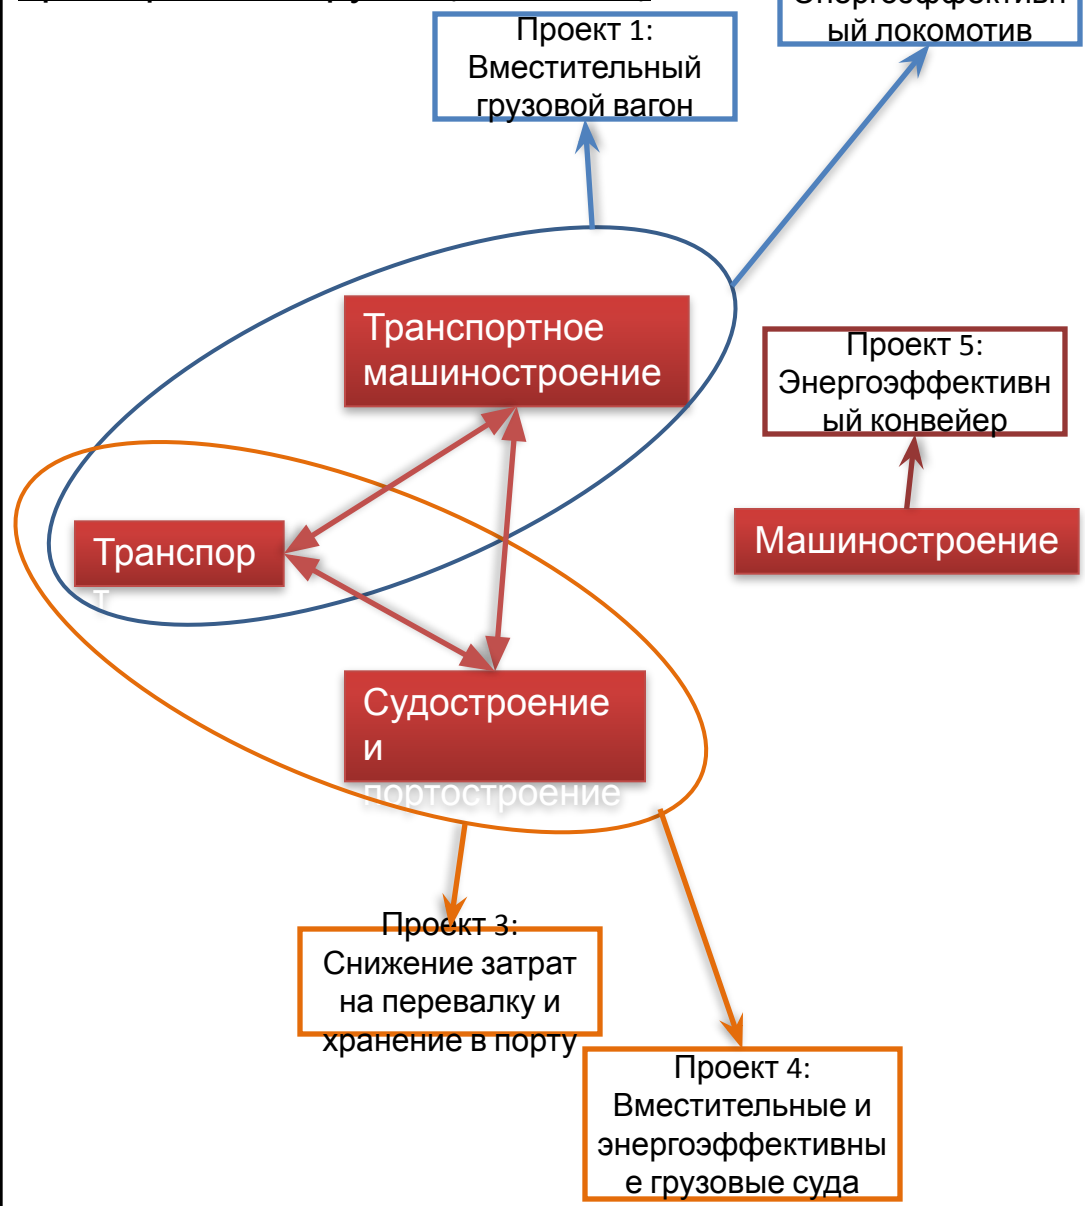 Проект 1:
Вместительный
грузовой вагон
Энергоэффективн
ый локомотив
Транспортное
машиностроение
Проект 5:
Энергоэффективн
ый конвейер
Транспор
т
Машиностроение
Судостроение
и
портостроение
Проект 3:
Снижение затрат
на перевалку и
хранение в порту
Проект 4:
Вместительные и
энергоэффективны
е грузовые суда